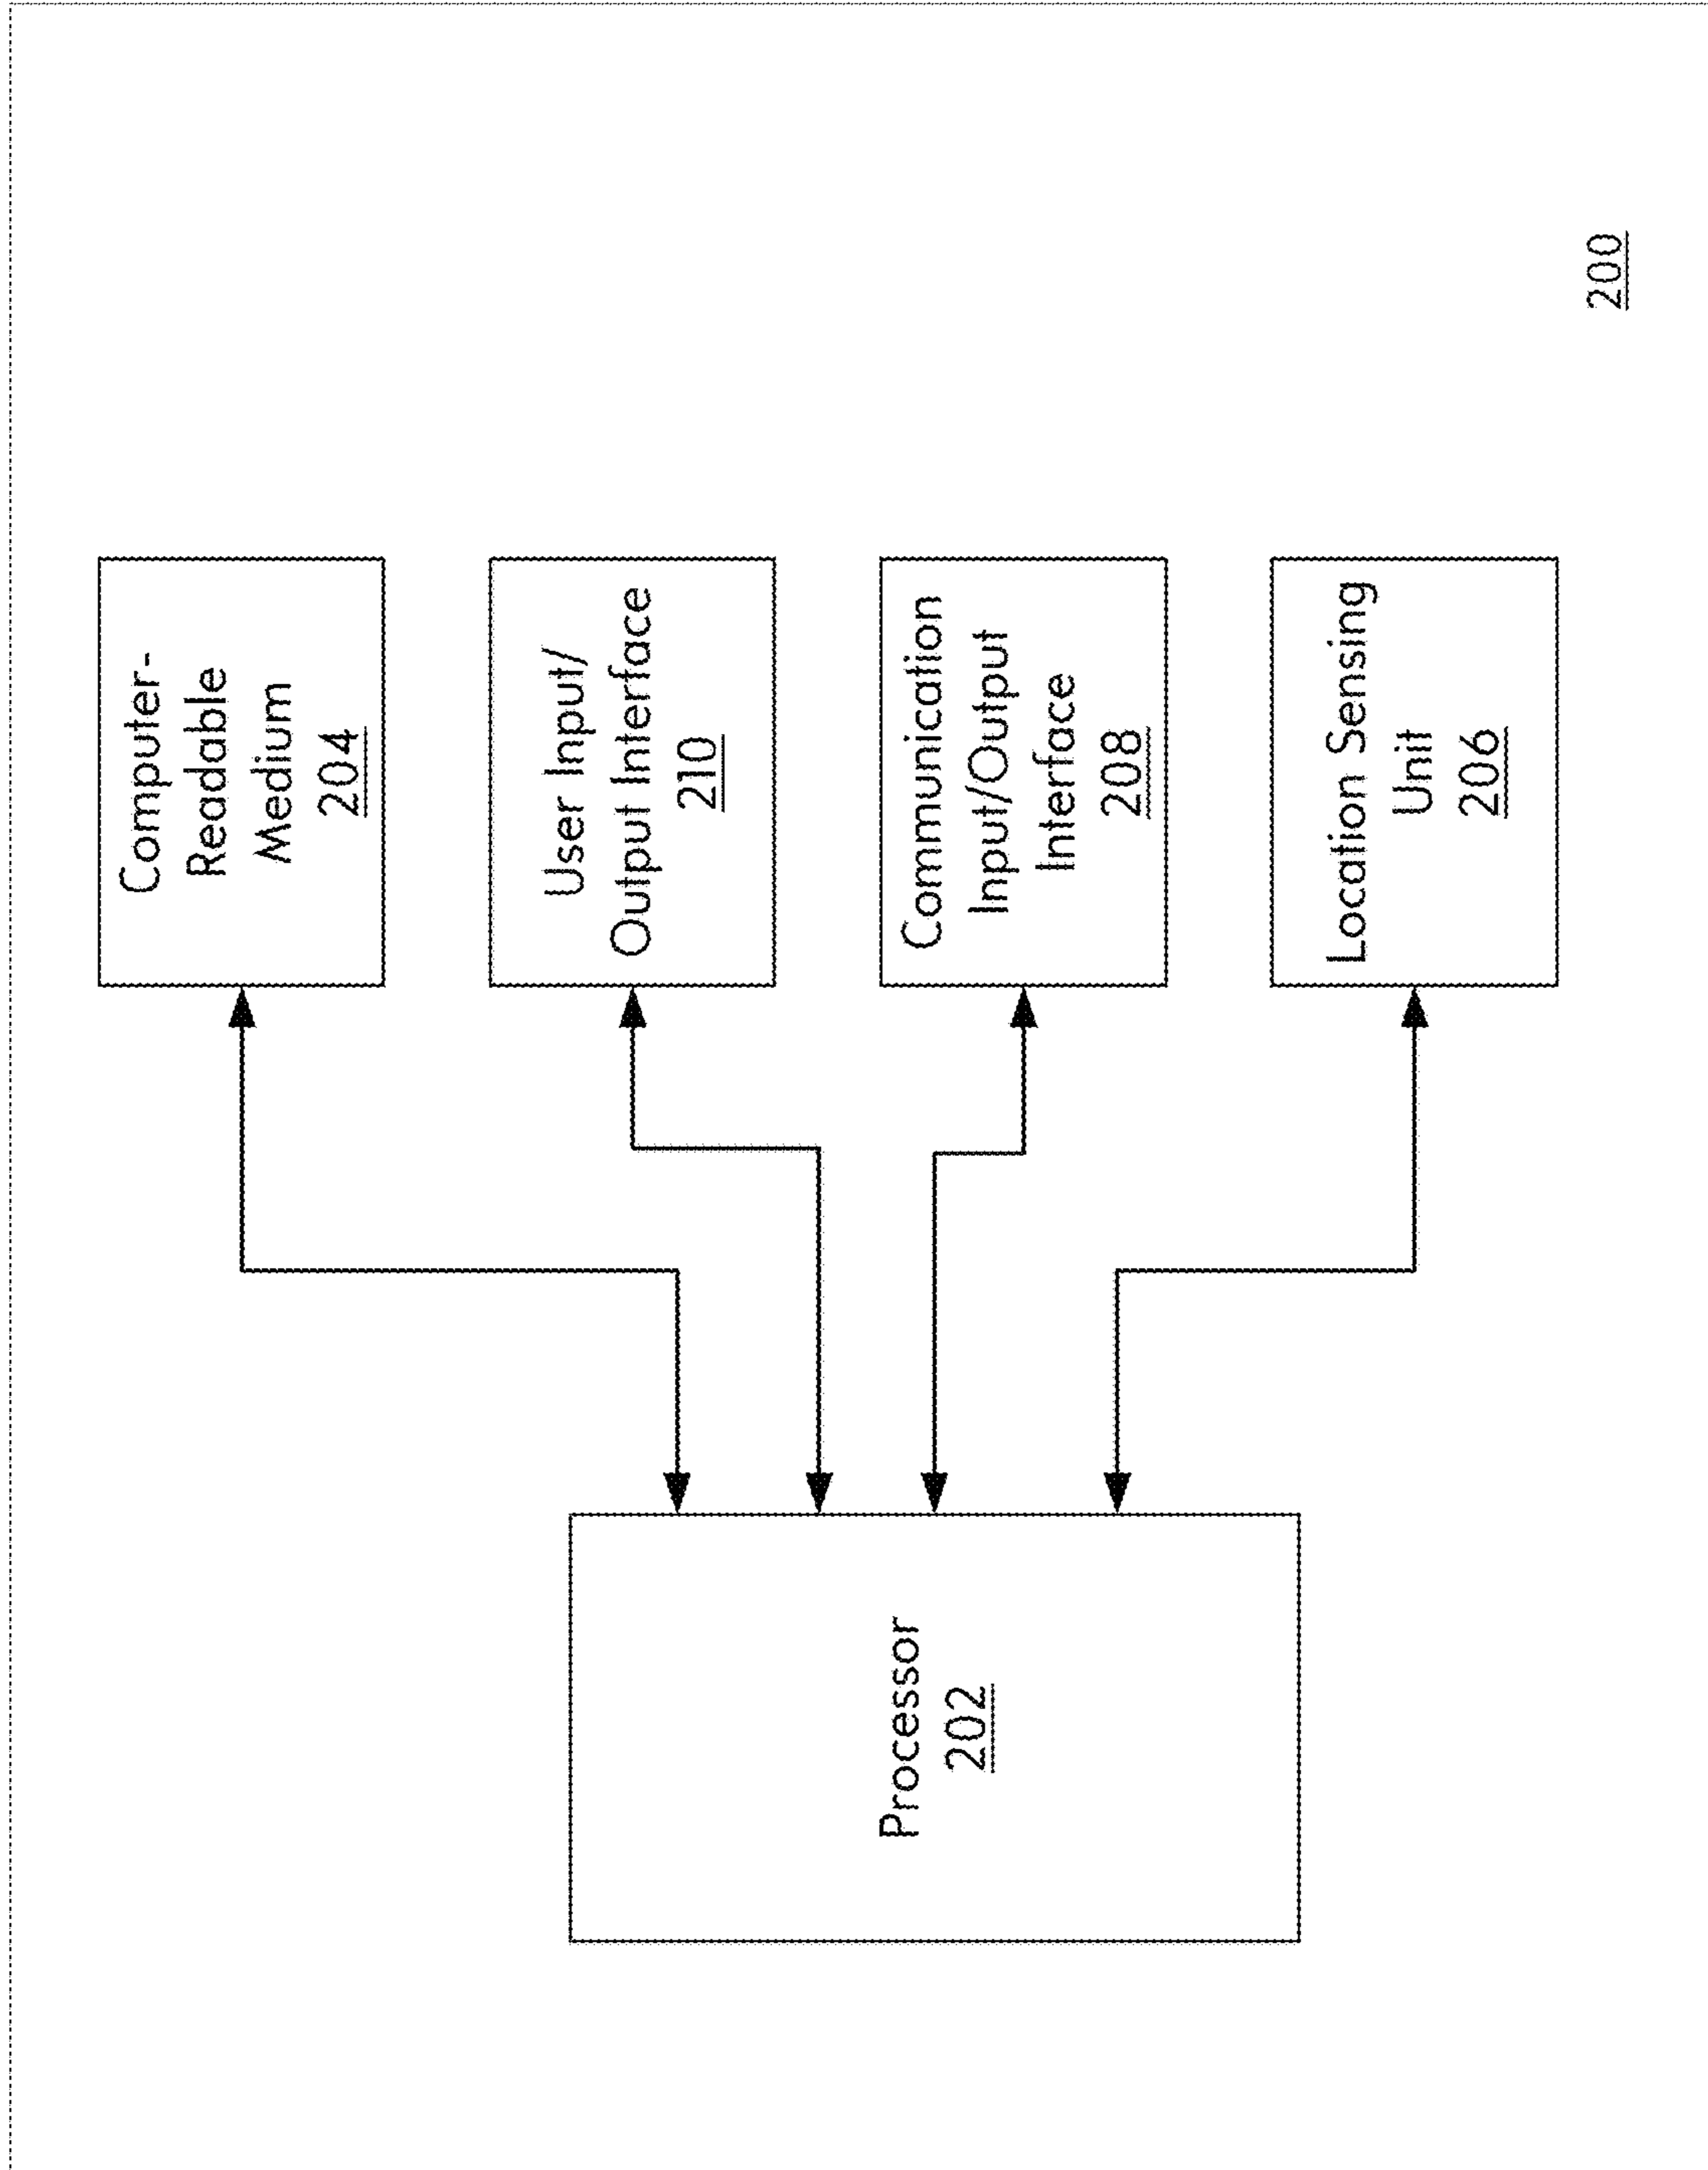 Computer-
Readable
Medium
204
User Input/
Output Interface
210
Communication
Input/Output
Interface
208
Location Sensing
Unit
206
Processor
202
200